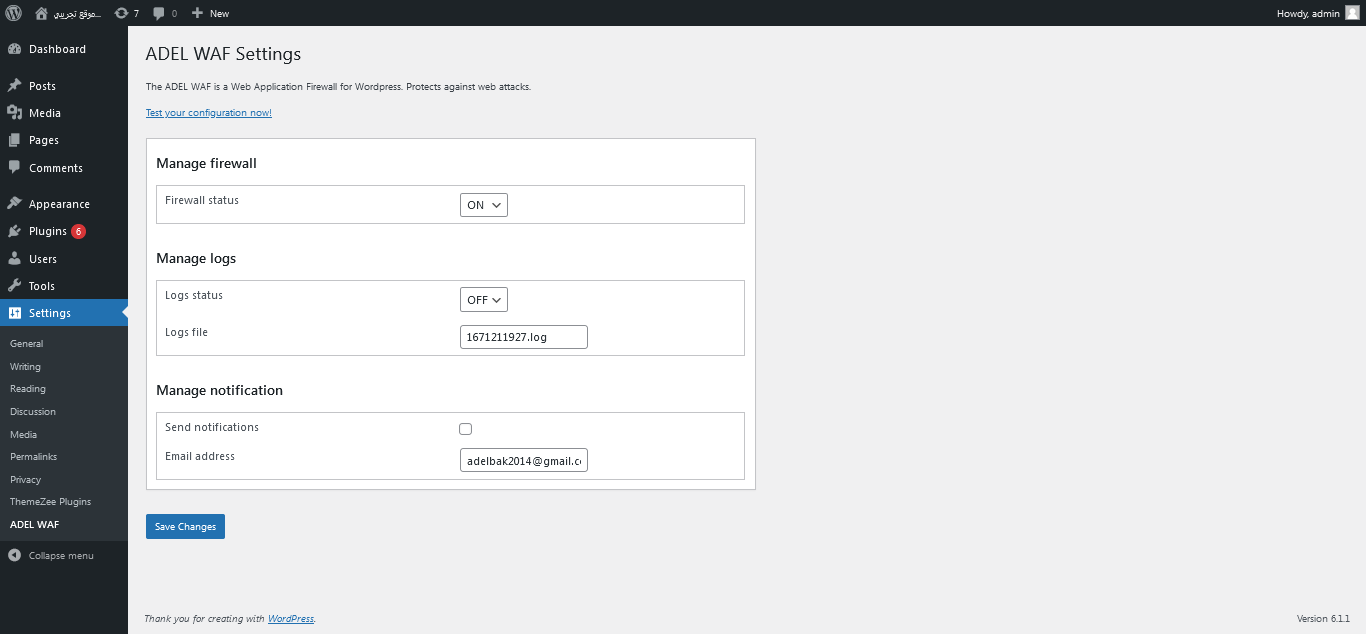 موقع تجريبي... 7 0 New Howdy, admin
Dashboard
Posts
Media
Pages
Comments
Appearance
Plugins 6
Users
Tools
Settings
General
Writing
Reading
Discussion
Media
Permalinks
Privacy
ThemeZee Plugins
ADEL WAF
Collapse menu
ADEL WAF Settings
The ADEL WAF is a Web Application Firewall for Wordpress. Protects against web attacks.
Test your configuration now!
Manage firewall
Firewall status ON
Manage logs
Logs status OFF
Logs file 1671211927.log
Manage notification
Send notifications
Email address adelbak2014@gmail.c
Save Changes
Thank you for creating with WordPress. Version 6.1.1